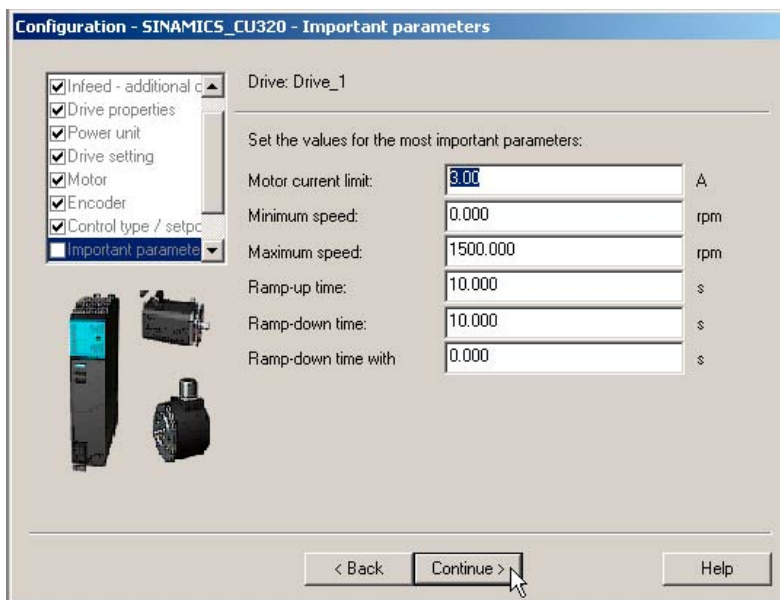 Configuration - SINAMICS_CU320 - Important parameters
Infeed - additional
Drive properties
Power unit
Drive setting
Motor
Encoder
Control type / setpo
Important paramete
Drive: Drive_1
Set the values for the most important parameters:
Motor current limit: 3.00 A
Minimum speed: 0.000 rpm
Maximum speed: 1500.000 rpm
Ramp-up time: 10.000 s
Ramp-down time: 10.000 s
Ramp-down time with 0.000 s
< Back Continue > Help